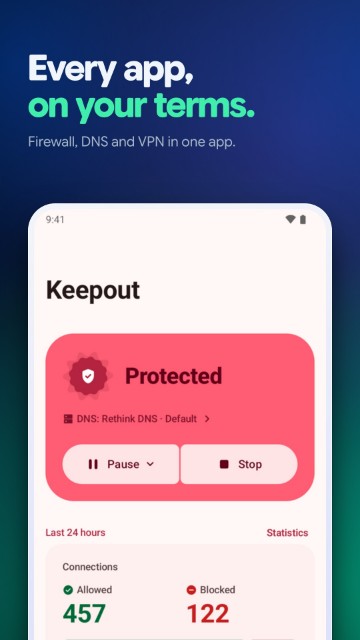 Every app,
on your terms.
Firewall, DNS and VPN in one app.
9:41
Keepout
Protected
DNS: Rethink DNS · Default
Pause
Stop
Last 24 hours
Statistics
Connections
Allowed
Blocked
457
122